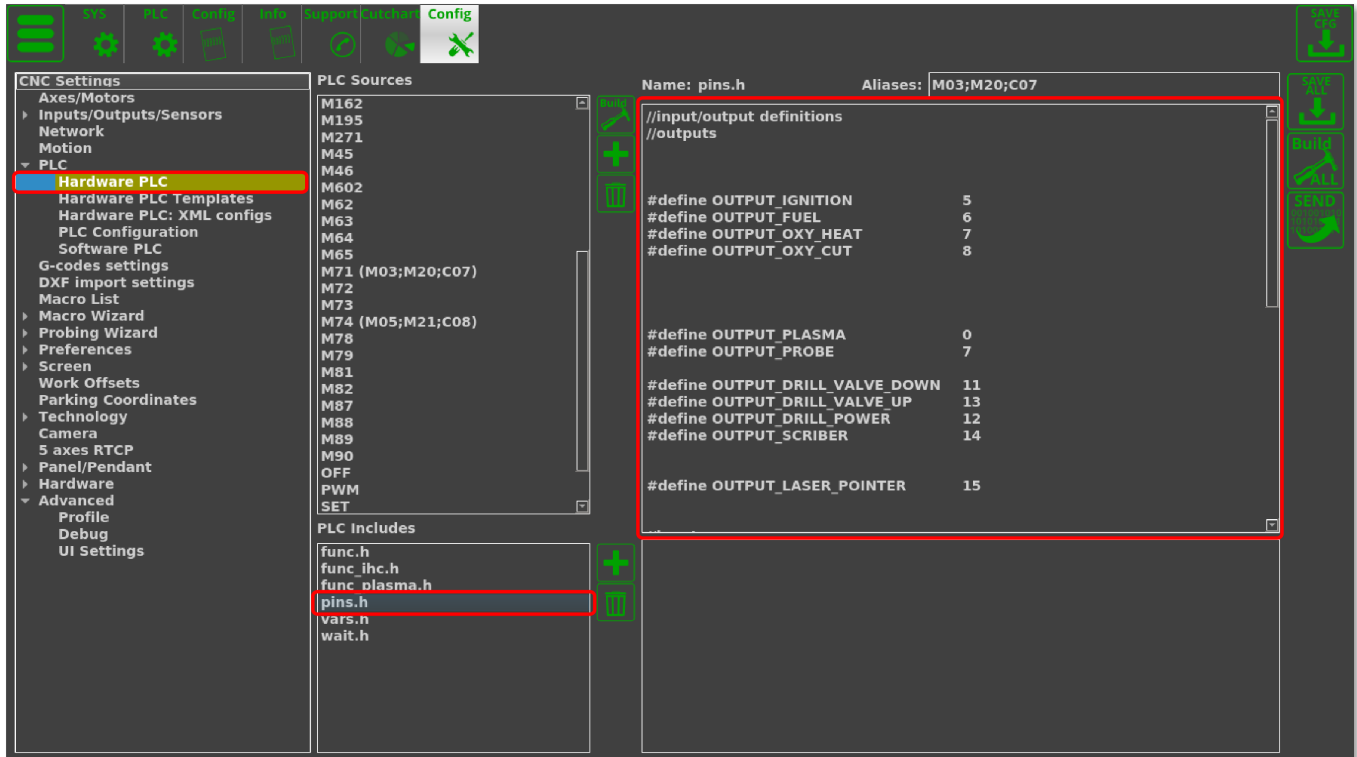 SYS
PLC
Config
Info
Support
Cutchart
Config
SAVE
CFG
CNC Settings
Axes/Motors
Inputs/Outputs/Sensors
Network
Motion
PLC
Hardware PLC
Hardware PLC Templates
Hardware PLC: XML configs
PLC Configuration
Software PLC
G-codes settings
DXF import settings
Macro List
Macro Wizard
Probing Wizard
Preferences
Screen
Work Offsets
Parking Coordinates
Technology
Camera
5 axes RTCP
Panel/Pendant
Hardware
Advanced
Profile
Debug
UI Settings
PLC Sources
M162
M195
M271
M45
M46
M602
M62
M63
M64
M65
M71 (M03;M20;C07)
M72
M73
M74 (M05;M21;C08)
M78
M79
M81
M82
M87
M88
M89
M90
OFF
PWM
SET
Build
PLC Includes
func.h
func_ihc.h
func_plasma.h
pins.h
vars.h
wait.h
Name: pins.h Aliases: M03;M20;C07
//input/output definitions
//outputs
#define OUTPUT_IGNITION 5
#define OUTPUT_FUEL 6
#define OUTPUT_OXY_HEAT 7
#define OUTPUT_OXY_CUT 8
#define OUTPUT_PLASMA 0
#define OUTPUT_PROBE 7
#define OUTPUT_DRILL_VALVE_DOWN 11
#define OUTPUT_DRILL_VALVE_UP 13
#define OUTPUT_DRILL_POWER 12
#define OUTPUT_SCRIBER 14
#define OUTPUT_LASER_POINTER 15
SAVE
ALL
Build
ALL
SEND